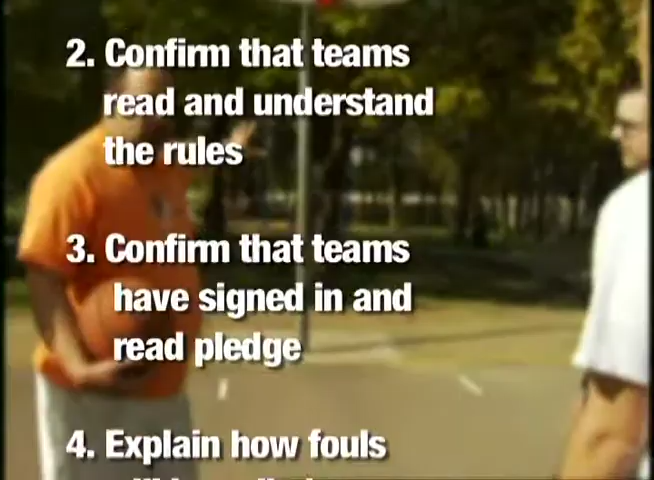 2. Confirm that teams
read and understand
the rules
3. Confirm that teams
have signed in and
read pledge
4. Explain how fouls